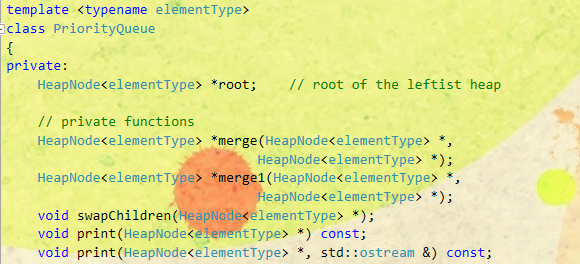 template <typename elementType>
class PriorityQueue
{
private:
    HeapNode<elementType> *root;    // root of the leftist heap

    // private functions
    HeapNode<elementType> *merge(HeapNode<elementType> *,
                                 HeapNode<elementType> *);
    HeapNode<elementType> *merge1(HeapNode<elementType> *,
                                 HeapNode<elementType> *);
    void swapChildren(HeapNode<elementType> *);
    void print(HeapNode<elementType> *) const;
    void print(HeapNode<elementType> *, std::ostream &) const;